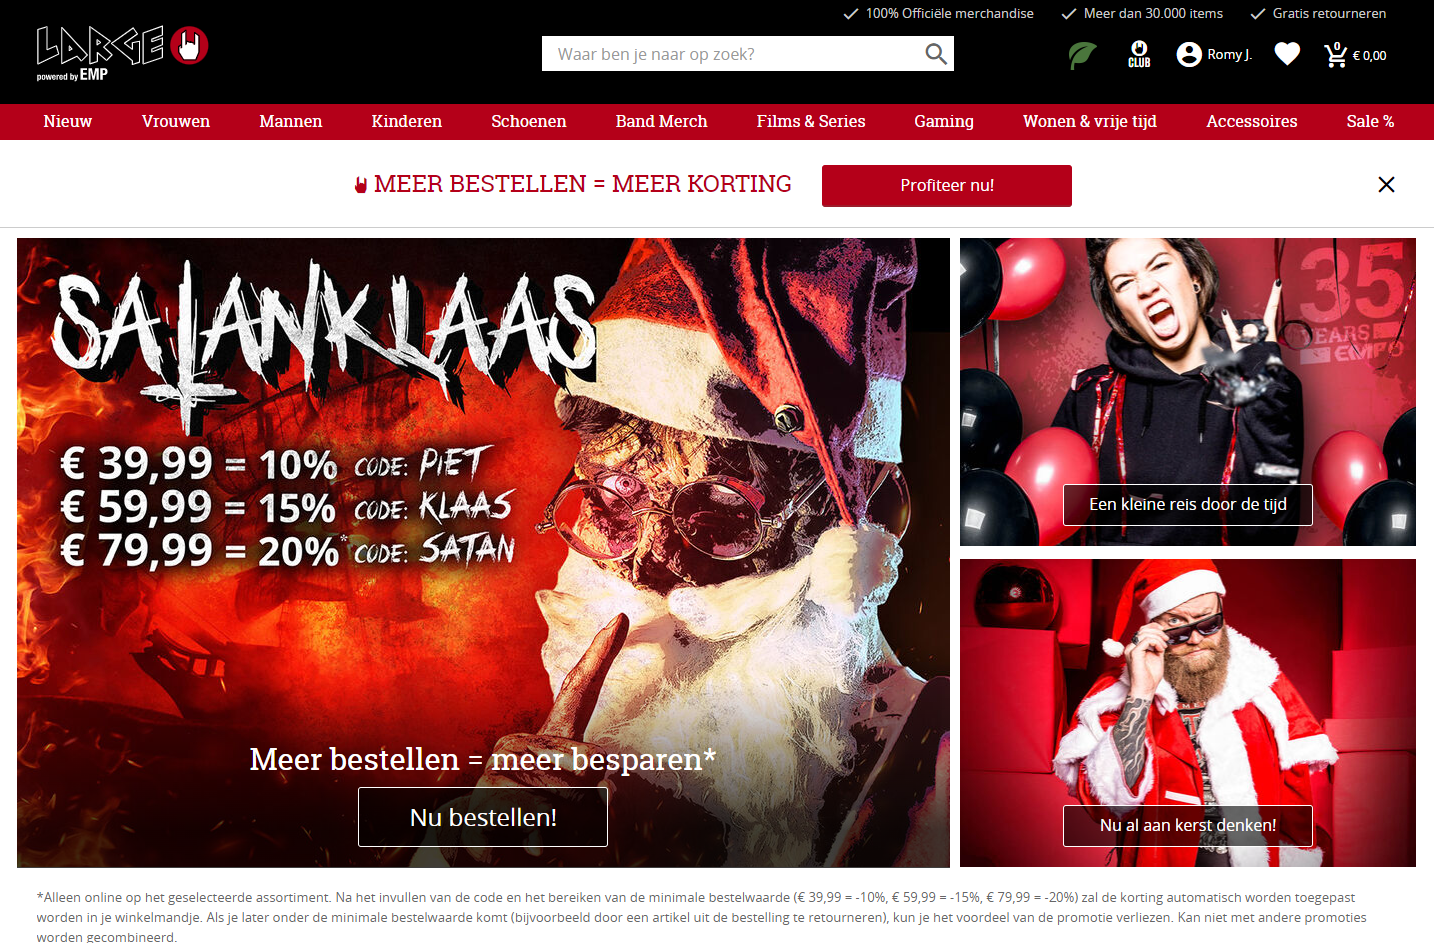 100% Officiële merchandise
Meer dan 30.000 items
Gratis retourneren
LARGE
powered by EMP
Waar ben je naar op zoek?
CLUB
Romy J.
0
€ 0,00
Nieuw
Vrouwen
Mannen
Kinderen
Schoenen
Band Merch
Films & Series
Gaming
Wonen & vrije tijd
Accessoires
Sale %
MEER BESTELLEN = MEER KORTING
Profiteer nu!
SATANKLAAS
€ 39,99 = 10% CODE: PIET
€ 59,99 = 15% CODE: KLAAS
€ 79,99 = 20%* CODE: SATAN
Meer bestellen = meer besparen*
Nu bestellen!
35
YEARS
EMP
Een kleine reis door de tijd
Nu al aan kerst denken!
*Alleen online op het geselecteerde assortiment. Na het invullen van de code en het bereiken van de minimale bestelwaarde (€ 39,99 = -10%, € 59,99 = -15%, € 79,99 = -20%) zal de korting automatisch worden toegepast
worden in je winkelmandje. Als je later onder de minimale bestelwaarde komt (bijvoorbeeld door een artikel uit de bestelling te retourneren), kun je het voordeel van de promotie verliezen. Kan niet met andere promoties
worden gecombineerd.